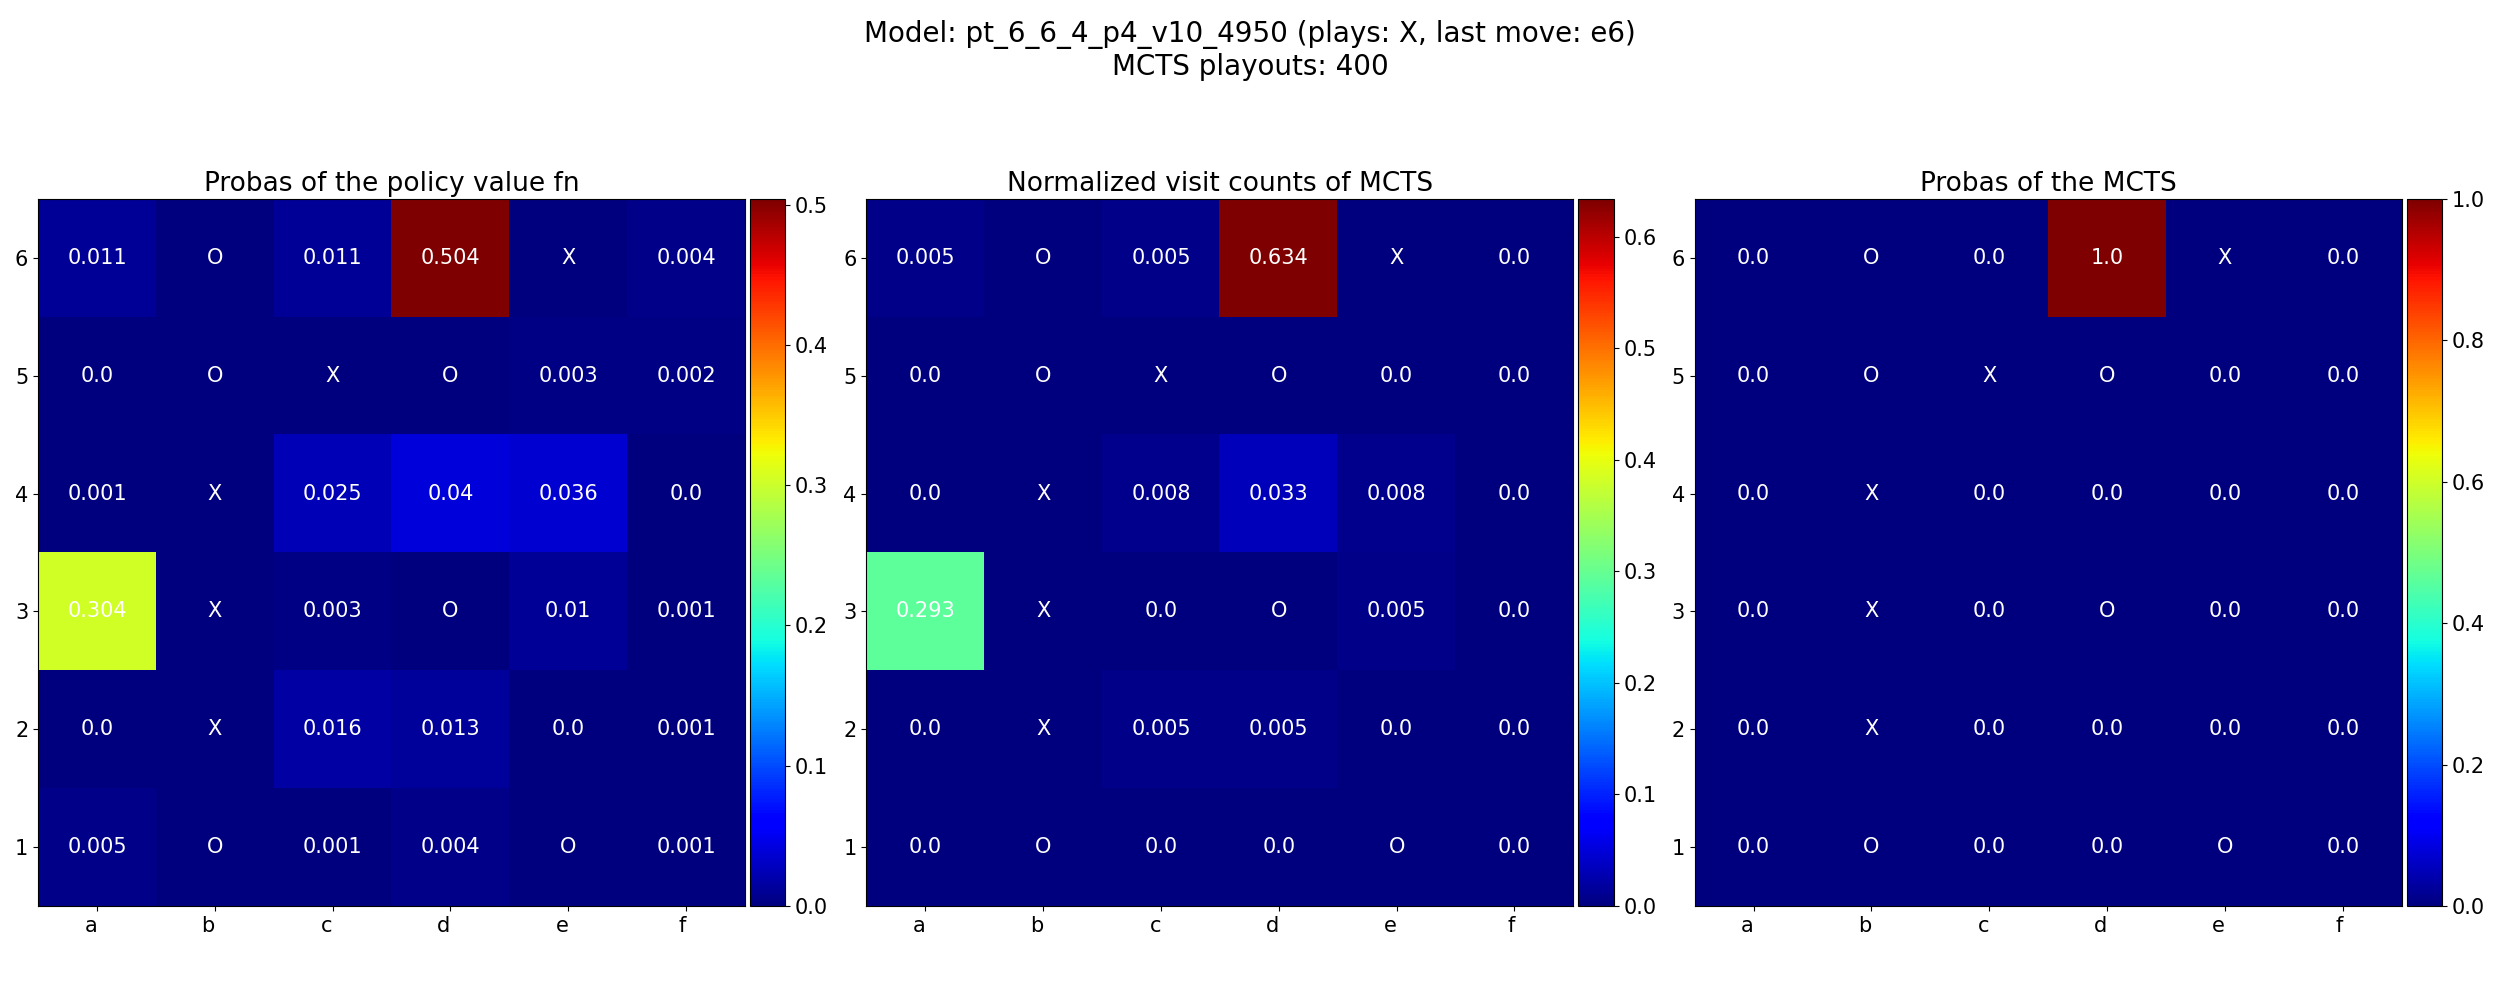 Model: pt_6_6_4_p4_v10_4950 (plays: X, last move: e6)
MCTS playouts: 400
Probas of the policy value fn
6 0.011 O 0.011 0.504 X 0.004
5 0.0 O X O 0.003 0.002
4 0.001 X 0.025 0.04 0.036 0.0
3 0.304 X 0.003 O 0.01 0.001
2 0.0 X 0.016 0.013 0.0 0.001
1 0.005 O 0.001 0.004 O 0.001
a b c d e f
0.5
0.4
0.3
0.2
0.1
0.0
Normalized visit counts of MCTS
6 0.005 O 0.005 0.634 X 0.0
5 0.0 O X O 0.0 0.0
4 0.0 X 0.008 0.033 0.008 0.0
3 0.293 X 0.0 O 0.005 0.0
2 0.0 X 0.005 0.005 0.0 0.0
1 0.0 O 0.0 0.0 O 0.0
a b c d e f
0.6
0.5
0.4
0.3
0.2
0.1
0.0
Probas of the MCTS
6 0.0 O 0.0 1.0 X 0.0
5 0.0 O X O 0.0 0.0
4 0.0 X 0.0 0.0 0.0 0.0
3 0.0 X 0.0 O 0.0 0.0
2 0.0 X 0.0 0.0 0.0 0.0
1 0.0 O 0.0 0.0 O 0.0
a b c d e f
1.0
0.8
0.6
0.4
0.2
0.0